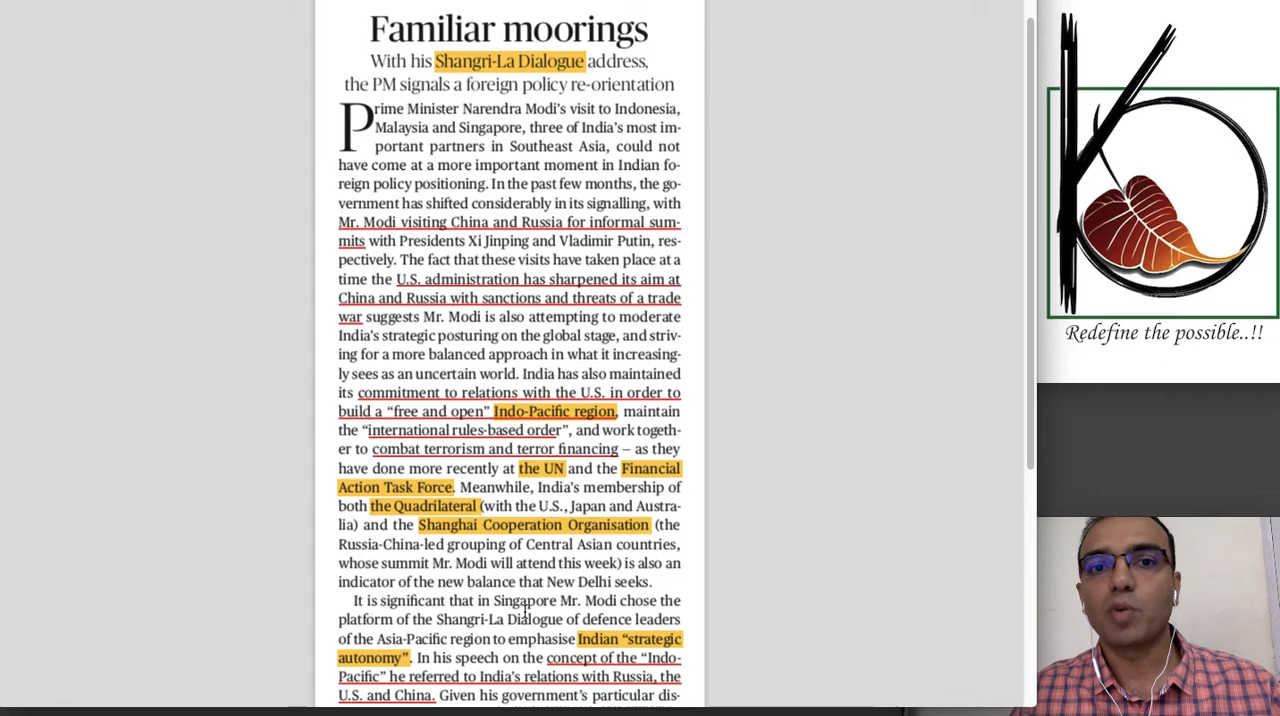 Familiar moorings
With his Shangri-La Dialogue address,
the PM signals a foreign policy re-orientation
Prime Minister Narendra Modi's visit to Indonesia,
Malaysia and Singapore, three of India's most im-
portant partners in Southeast Asia, could not
have come at a more important moment in Indian fo-
reign policy positioning. In the past few months, the go-
vernment has shifted considerably in its signalling, with
Mr. Modi visiting China and Russia for informal sum-
mits with Presidents Xi Jinping and Vladimir Putin, res-
pectively. The fact that these visits have taken place at a
time the U.S. administration has sharpened its aim at
China and Russia with sanctions and threats of a trade
war suggests Mr. Modi is also attempting to moderate
India's strategic posturing on the global stage, and striv-
ing for a more balanced approach in what it increasing-
ly sees as an uncertain world. India has also maintained
its commitment to relations with the U.S. in order to
build a “free and open” Indo-Pacific region, maintain
the “international rules-based order”, and work togeth-
er to combat terrorism and terror financing – as they
have done more recently at the UN and the Financial
Action Task Force. Meanwhile, India's membership of
both the Quadrilateral (with the U.S., Japan and Austra-
lia) and the Shanghai Cooperation Organisation (the
Russia-China-led grouping of Central Asian countries,
whose summit Mr. Modi will attend this week) is also an
indicator of the new balance that New Delhi seeks.
It is significant that in Singapore Mr. Modi chose the
platform of the Shangri-La Dialogue of defence leaders
of the Asia-Pacific region to emphasise Indian “strategic
autonomy”. In his speech on the concept of the “Indo-
Pacific” he referred to India's relations with Russia, the
U.S. and China. Given his government's particular dis-
Redefine the possible..!!